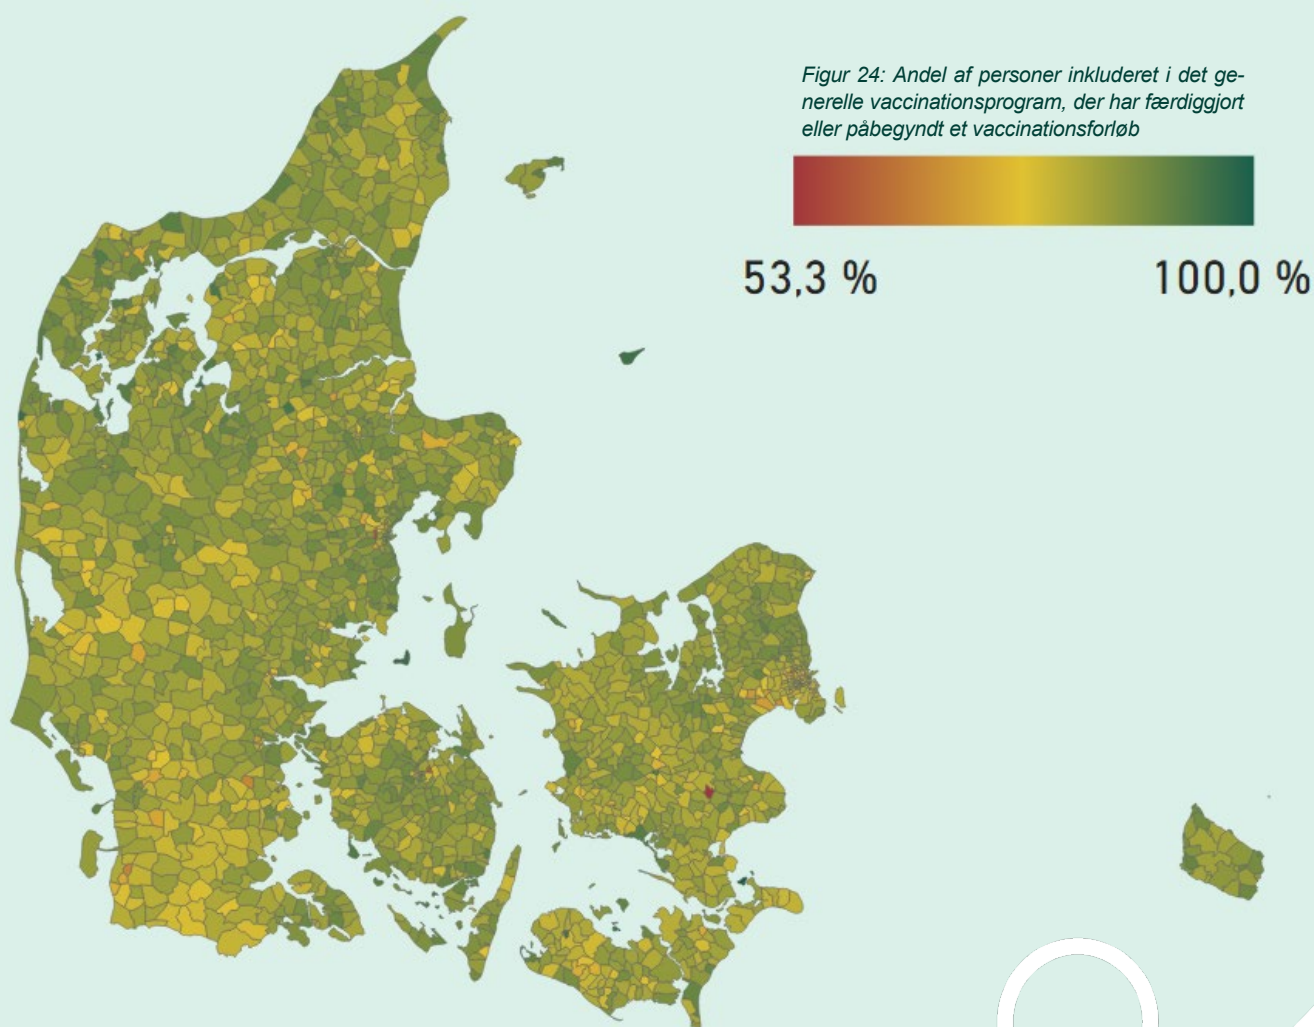 Figur 24: Andel af personer inkluderet i det ge-
nerelle vaccinationsprogram, der har færdiggjort
eller påbegyndt et vaccinationsforløb
53,3 %
100,0 %